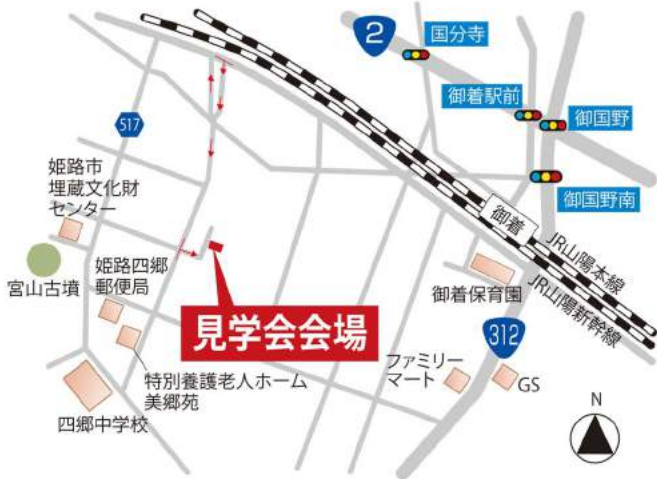 2
国分寺
御着駅前
御国野
御国野南
517
姫路市
埋蔵文化財
センター
宮山古墳
姫路四郷
郵便局
御着
JR山陽本線
JR山陽新幹線
御着保育園
見学会会場
312
ファミリー
マート
GS
特別養護老人ホーム
美郷苑
四郷中学校
N